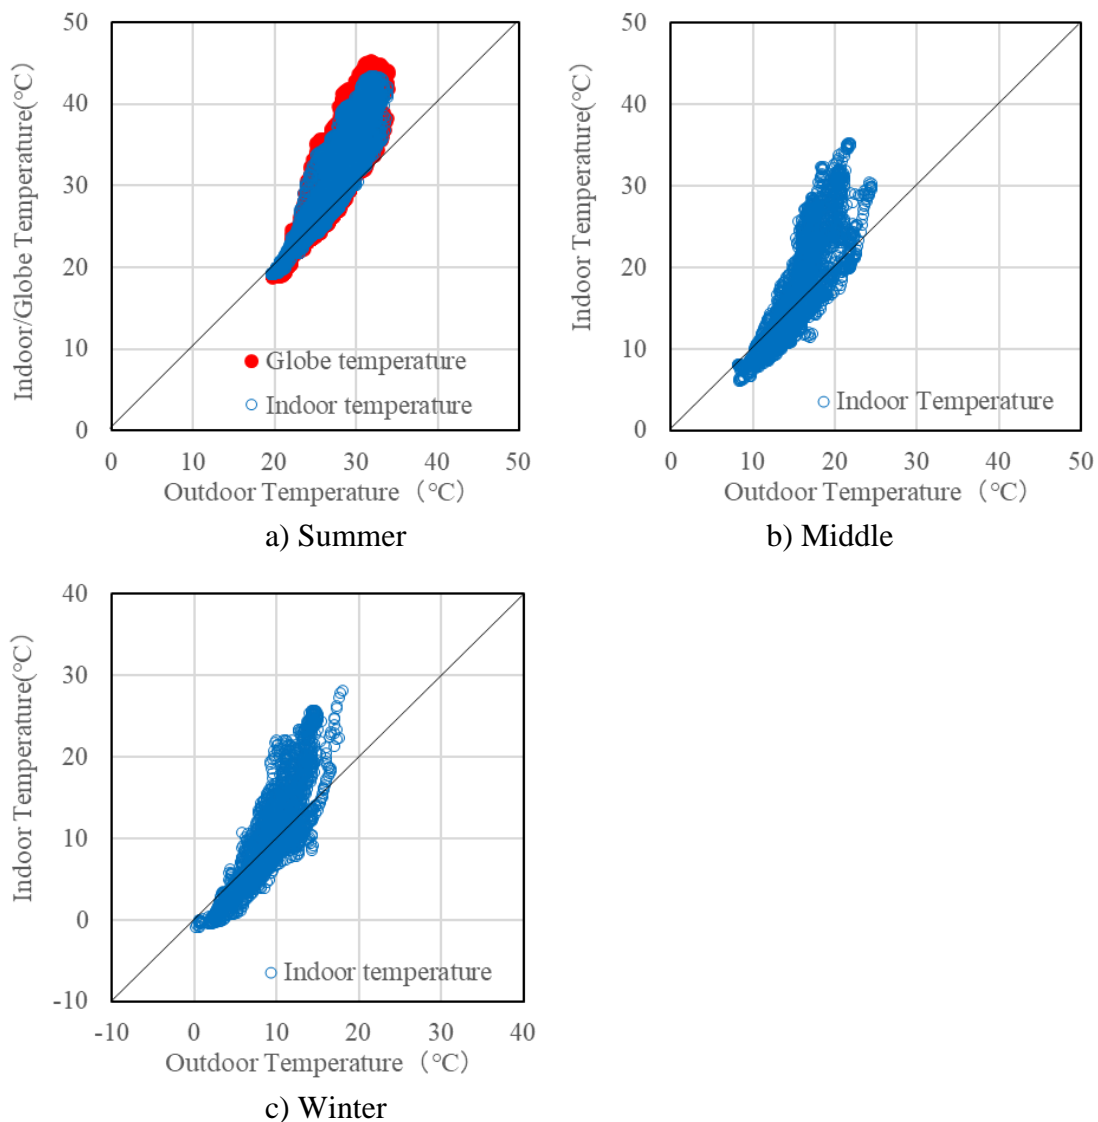 50
40
30
20
10
0
Indoor/Globe Temperature(℃)
Globe temperature
Indoor temperature
0 10 20 30 40 50
Outdoor Temperature（℃）
a) Summer
50
40
30
20
10
0
Indoor Temperature(℃)
Indoor Temperature
0 10 20 30 40 50
Outdoor Temperature（℃）
b) Middle
40
30
20
10
0
-10
Indoor Temperature(℃)
Indoor temperature
-10 0 10 20 30 40
Outdoor Temperature（℃）
c) Winter